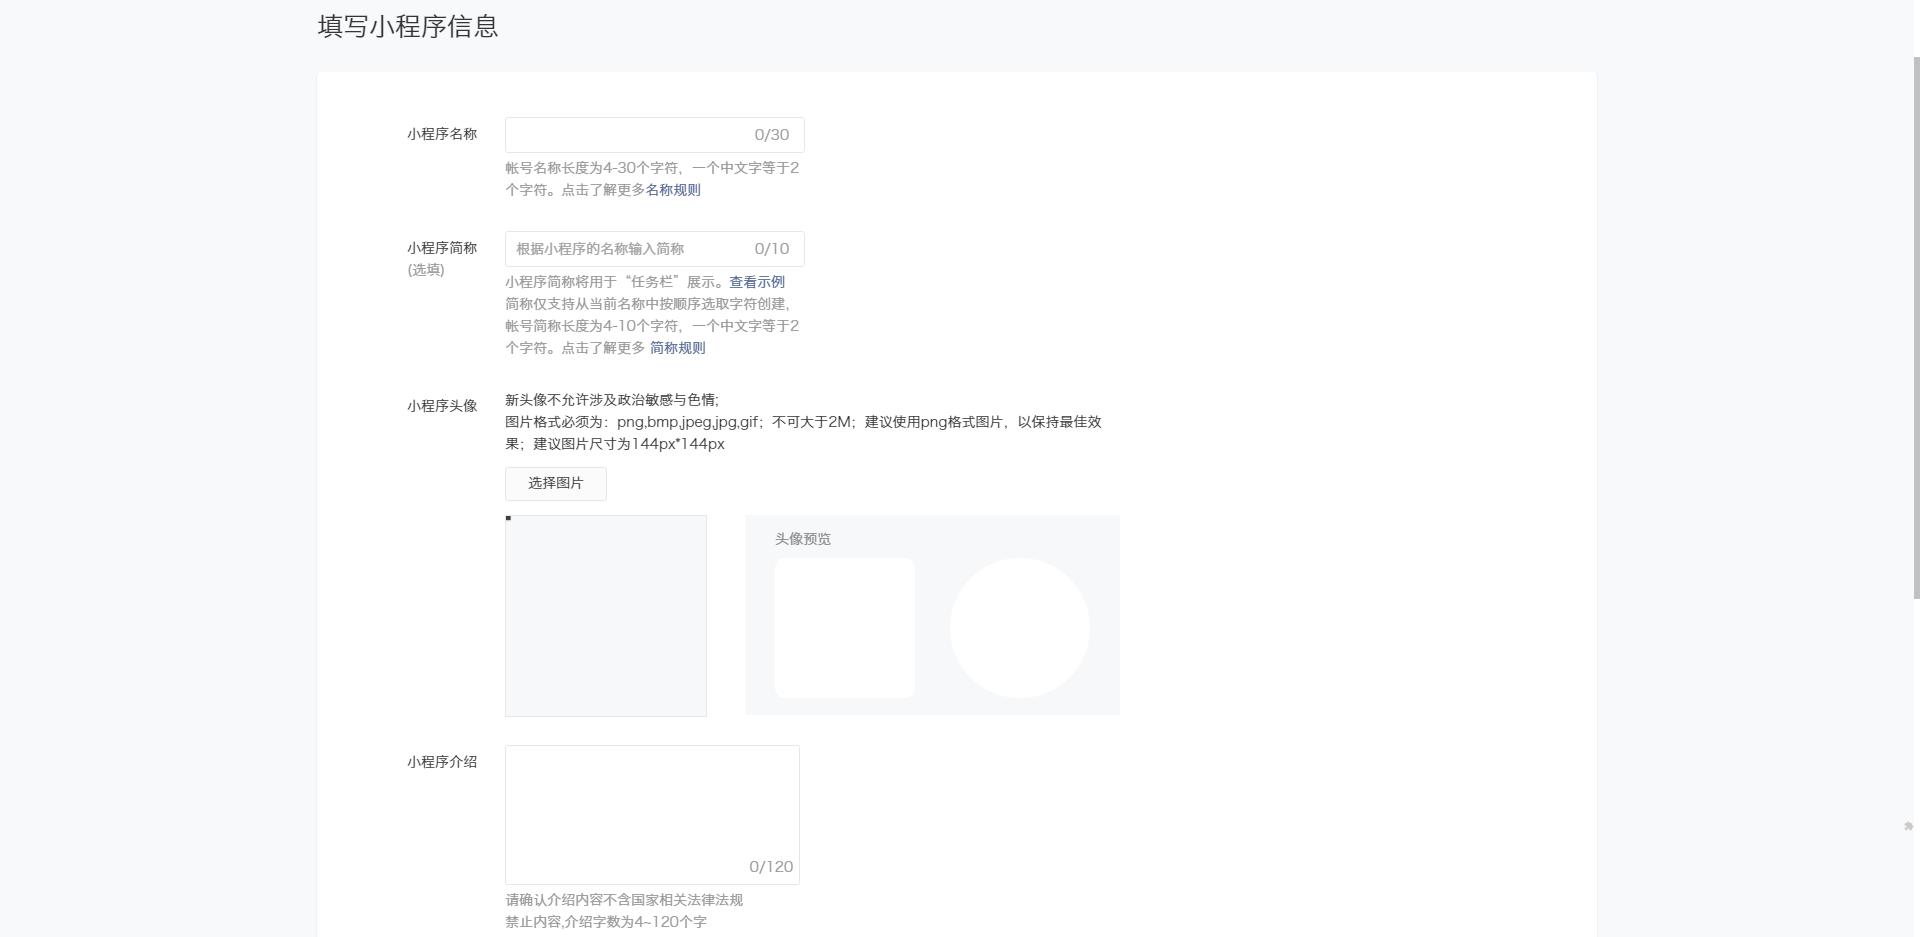 填写小程序信息
小程序名称
0/30
帐号名称长度为4-30个字符，一个中文字等于2
个字符。点击了解更多名称规则
小程序简称
(选填)
根据小程序的名称输入简称
0/10
小程序简称将用于“任务栏”展示。查看示例
简称仅支持从当前名称中按顺序选取字符创建，
帐号简称长度为4-10个字符，一个中文字等于2
个字符。点击了解更多 简称规则
小程序头像
新头像不允许涉及政治敏感与色情;
图片格式必须为：png,bmp,jpeg,jpg,gif；不可大于2M；建议使用png格式图片，以保持最佳效
果；建议图片尺寸为144px*144px
选择图片
头像预览
小程序介绍
0/120
请确认介绍内容不含国家相关法律法规
禁止内容,介绍字数为4~120个字